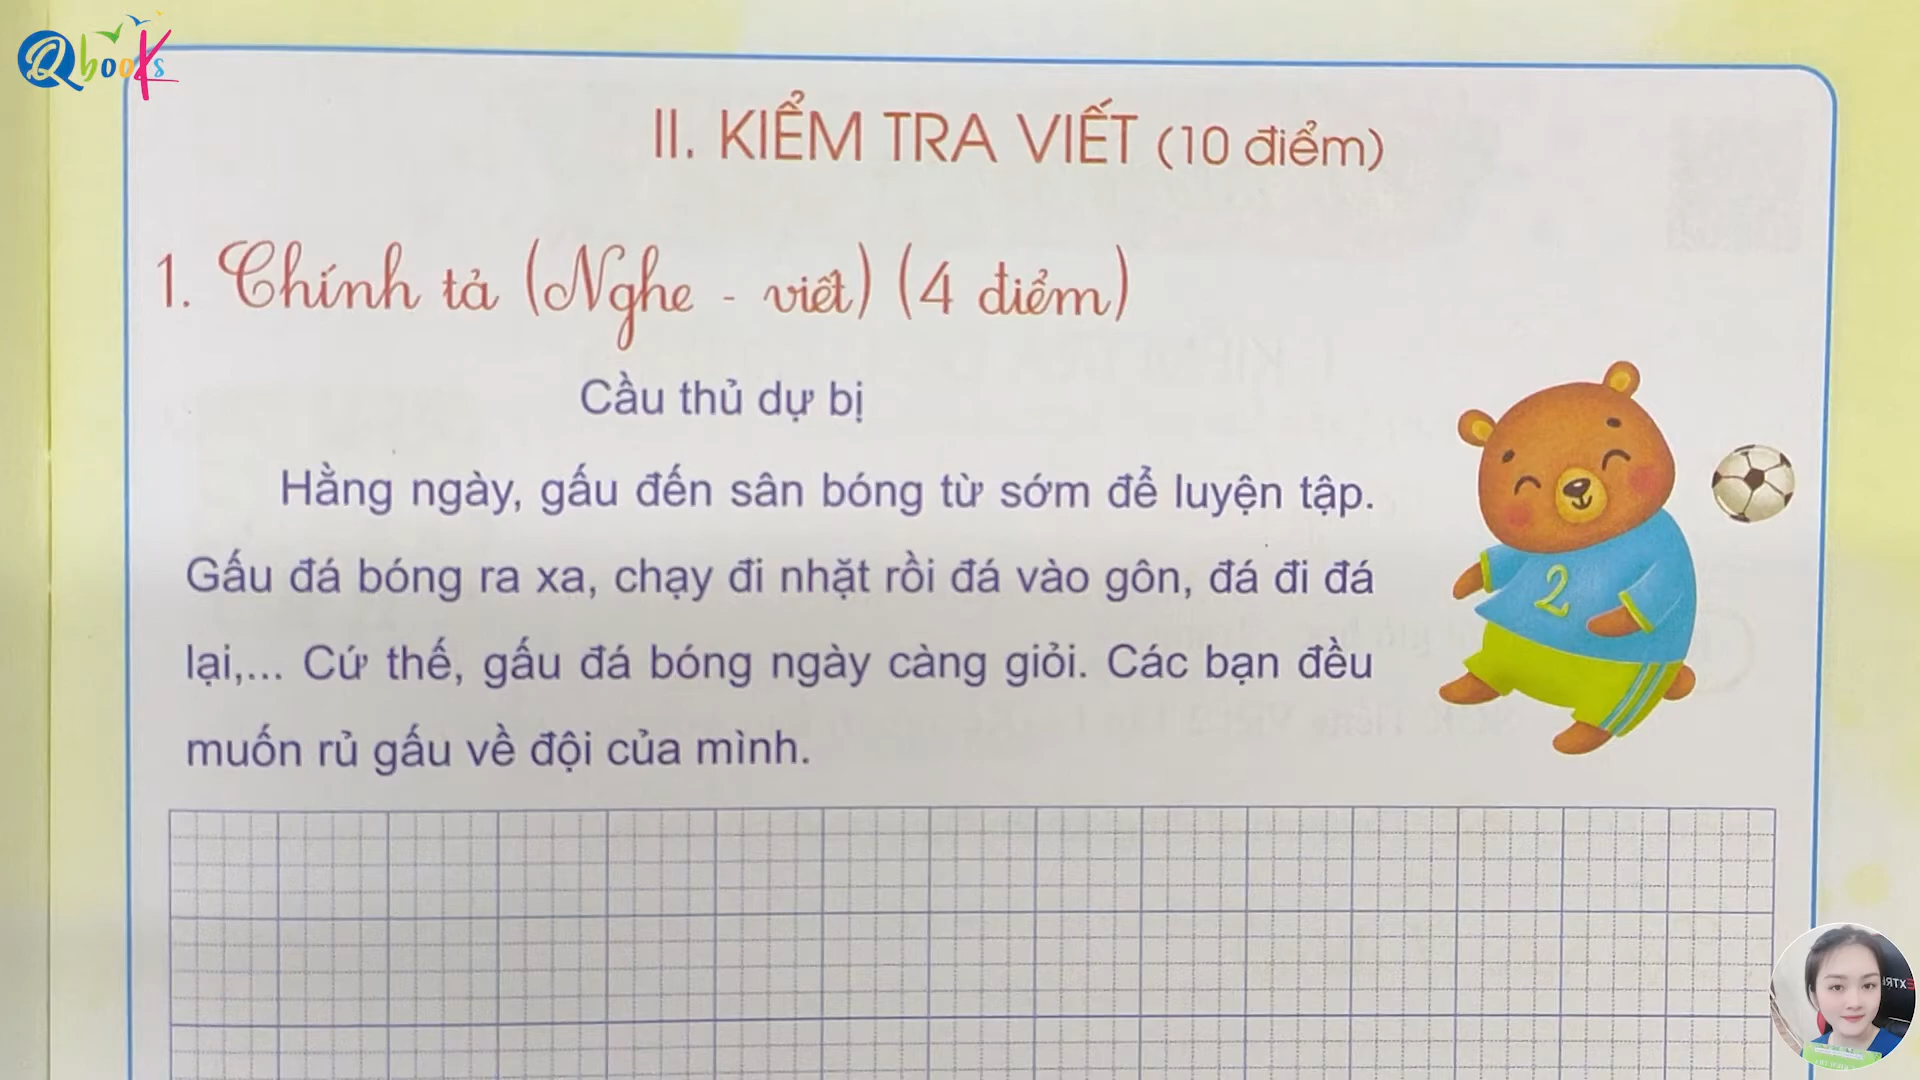 Qbooks
II. KIỂM TRA VIẾT (10 điểm)
1. Chính tả (Nghe - viết) (4 điểm)
Cầu thủ dự bị
Hằng ngày, gấu đến sân bóng từ sớm để luyện tập.
Gấu đá bóng ra xa, chạy đi nhặt rồi đá vào gôn, đá đi đá
lại,... Cứ thế, gấu đá bóng ngày càng giỏi. Các bạn đều
muốn rủ gấu về đội của mình.
2